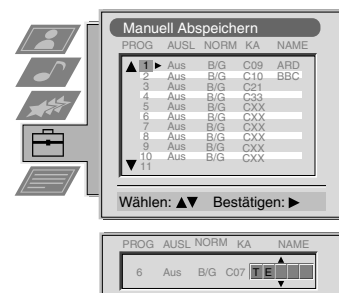 Manuell Abspeichern
PROG AUSL NORM KA NAME
1 Aus B/G C09 ARD
2 Aus B/G C10 BBC
3 Aus B/G C21
4 Aus B/G C33
5 Aus B/G CXX
6 Aus B/G CXX
7 Aus B/G CXX
8 Aus B/G CXX
9 Aus B/G CXX
10 Aus B/G CXX
11
Wählen: ▲▼ Bestätigen: ►
PROG AUSL NORM KA NAME
6 Aus B/G C07 T E